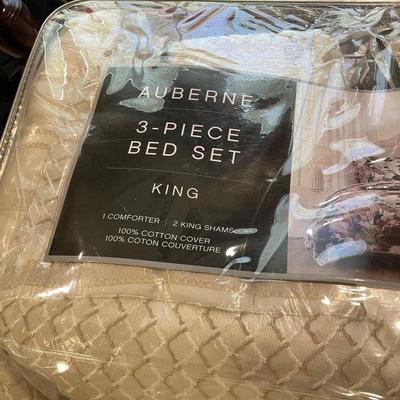 AUBERNE
3-PIECE
BED SET
KING
1 COMFORTER | 2 KING SHAMS
100% COTTON COVER
100% COTON COUVERTURE